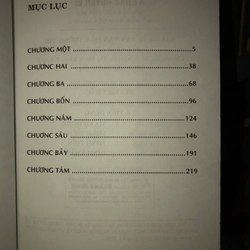 MỤC LỤC
CHƯƠNG MỘT 5
CHƯƠNG HAI 38
CHƯƠNG BA 68
CHƯƠNG BỐN 96
CHƯƠNG NĂM 124
CHƯƠNG SÁU 146
CHƯƠNG BẢY 191
CHƯƠNG TÁM 219